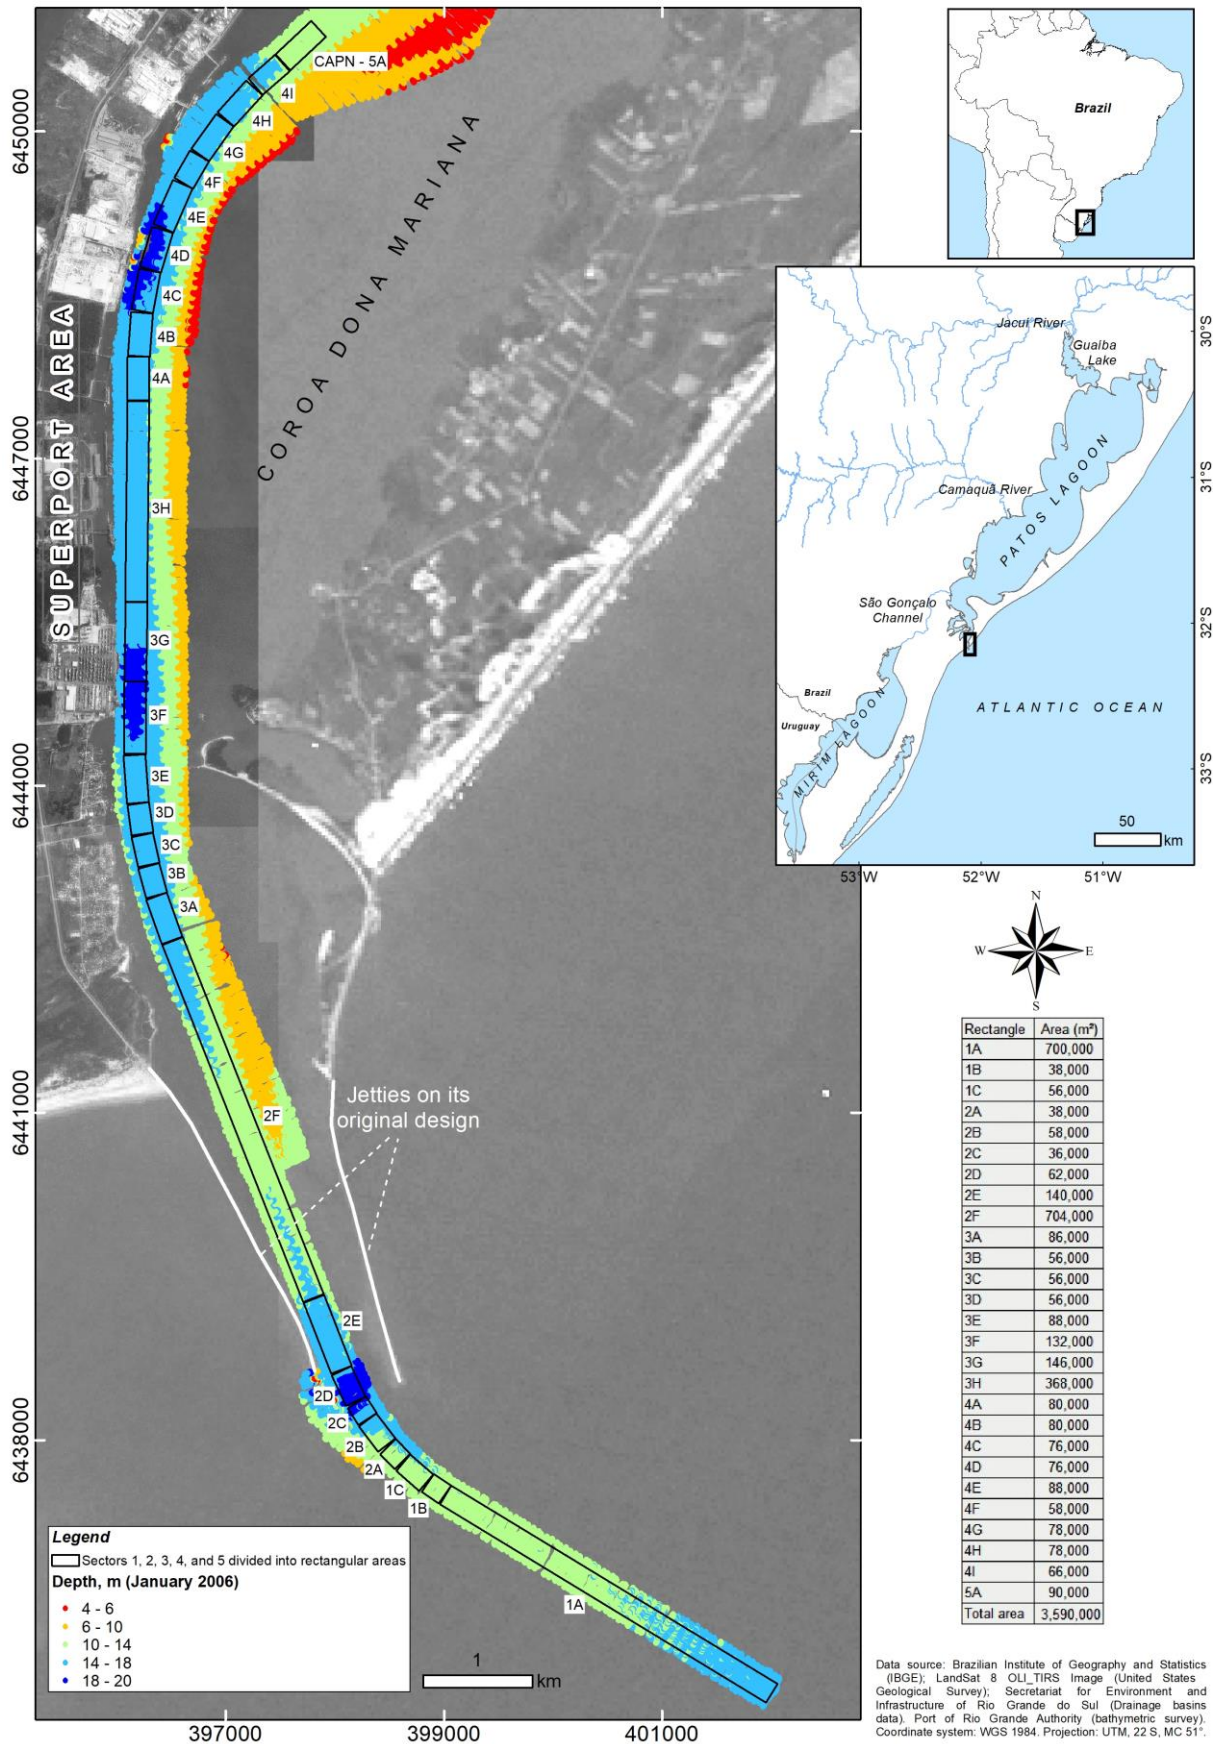 6450000
6447000
6444000
6441000
6438000
397000
399000
401000
SUPERPORT AREA
COROA DONA MARIANA
CAPN - 5A
4I
4H
4G
4F
4E
4D
4C
4B
4A
3H
3G
3F
3E
3D
3C
3B
3A
2F
Jetties on its
original design
2E
2D
2C
2B
2A
1C
1B
1A
Legend
Sectors 1, 2, 3, 4, and 5 divided into rectangular areas
Depth, m (January 2006)
4 - 6
6 - 10
10 - 14
14 - 18
18 - 20
1
km
Brazil
Jacuí River
Guaíba
Lake
Camaquã River
PATOS LAGOON
São Gonçalo
Channel
Brazil
Uruguay
MIRIM LAGOON
ATLANTIC OCEAN
50
km
30°S
31°S
32°S
33°S
53°W
52°W
51°W
N
W
E
S
Rectangle Area (m²)
1A 700,000
1B 38,000
1C 56,000
2A 38,000
2B 58,000
2C 36,000
2D 62,000
2E 140,000
2F 704,000
3A 86,000
3B 56,000
3C 56,000
3D 56,000
3E 88,000
3F 132,000
3G 146,000
3H 368,000
4A 80,000
4B 80,000
4C 76,000
4D 76,000
4E 88,000
4F 58,000
4G 78,000
4H 78,000
4I 66,000
5A 90,000
Total area 3,590,000
Data source: Brazilian Institute of Geography and Statistics
(IBGE); LandSat 8 OLI_TIRS Image (United States
Geological Survey); Secretariat for Environment and
Infrastructure of Rio Grande do Sul (Drainage basins
data). Port of Rio Grande Authority (bathymetric survey).
Coordinate system: WGS 1984. Projection: UTM, 22 S, MC 51°.